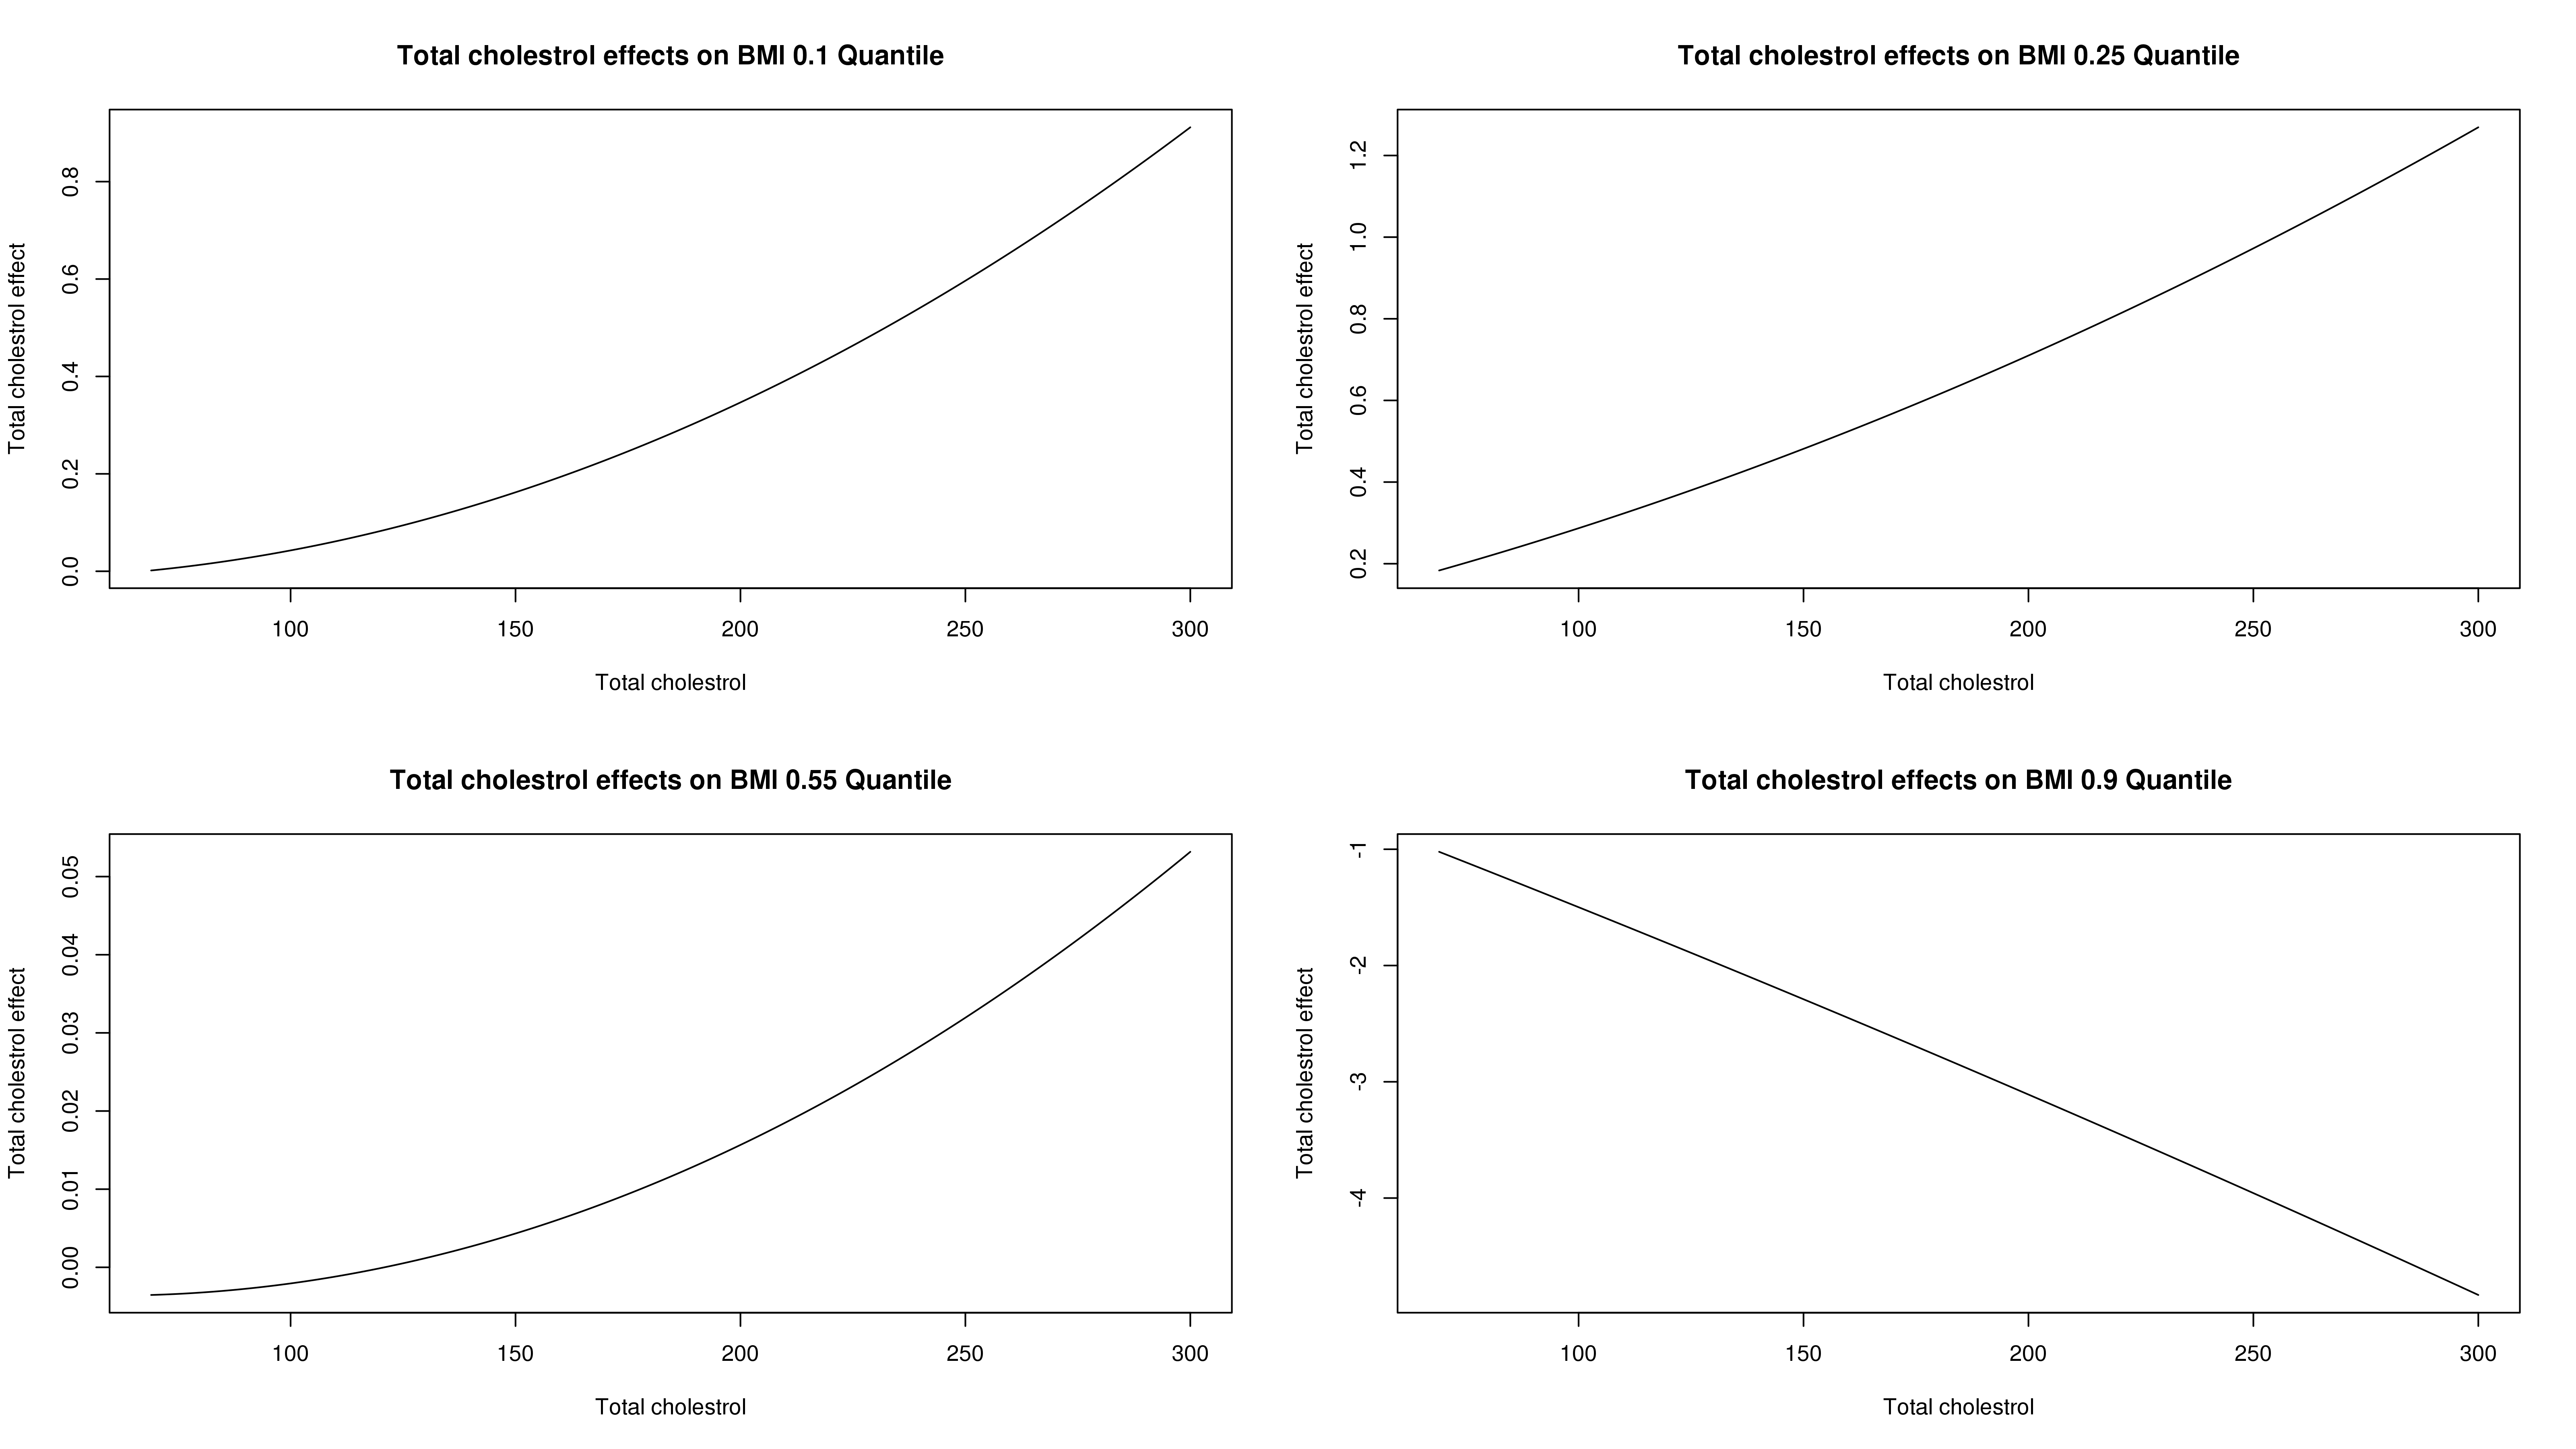 Total cholestrol effects on BMI 0.1 Quantile
Total cholestrol effect
0.0 0.2 0.4 0.6 0.8
100 150 200 250 300
Total cholestrol
Total cholestrol effects on BMI 0.25 Quantile
Total cholestrol effect
0.2 0.4 0.6 0.8 1.0 1.2
100 150 200 250 300
Total cholestrol
Total cholestrol effects on BMI 0.55 Quantile
Total cholestrol effect
0.00 0.01 0.02 0.03 0.04 0.05
100 150 200 250 300
Total cholestrol
Total cholestrol effects on BMI 0.9 Quantile
Total cholestrol effect
-4 -3 -2 -1
100 150 200 250 300
Total cholestrol